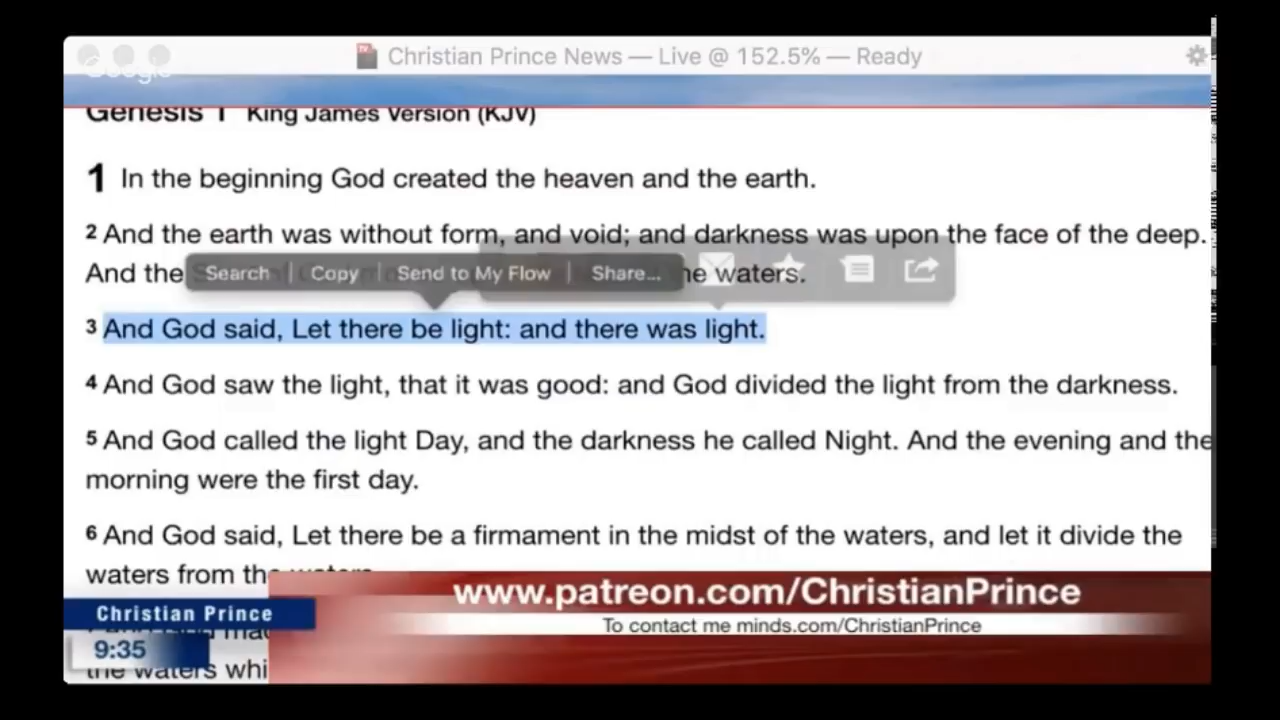 Christian Prince News — Live @ 152.5% — Ready
Google
Genesis 1 King James Version (KJV)
1 In the beginning God created the heaven and the earth.
2 And the earth was without form, and void; and darkness was upon the face of the deep.
And the he waters.
Search Copy Send to My Flow Share...
3 And God said, Let there be light: and there was light.
4 And God saw the light, that it was good: and God divided the light from the darkness.
5 And God called the light Day, and the darkness he called Night. And the evening and the
morning were the first day.
6 And God said, Let there be a firmament in the midst of the waters, and let it divide the
waters from the waters.
www.patreon.com/ChristianPrince
Christian Prince
To contact me minds.com/ChristianPrince
9:35
the waters whi